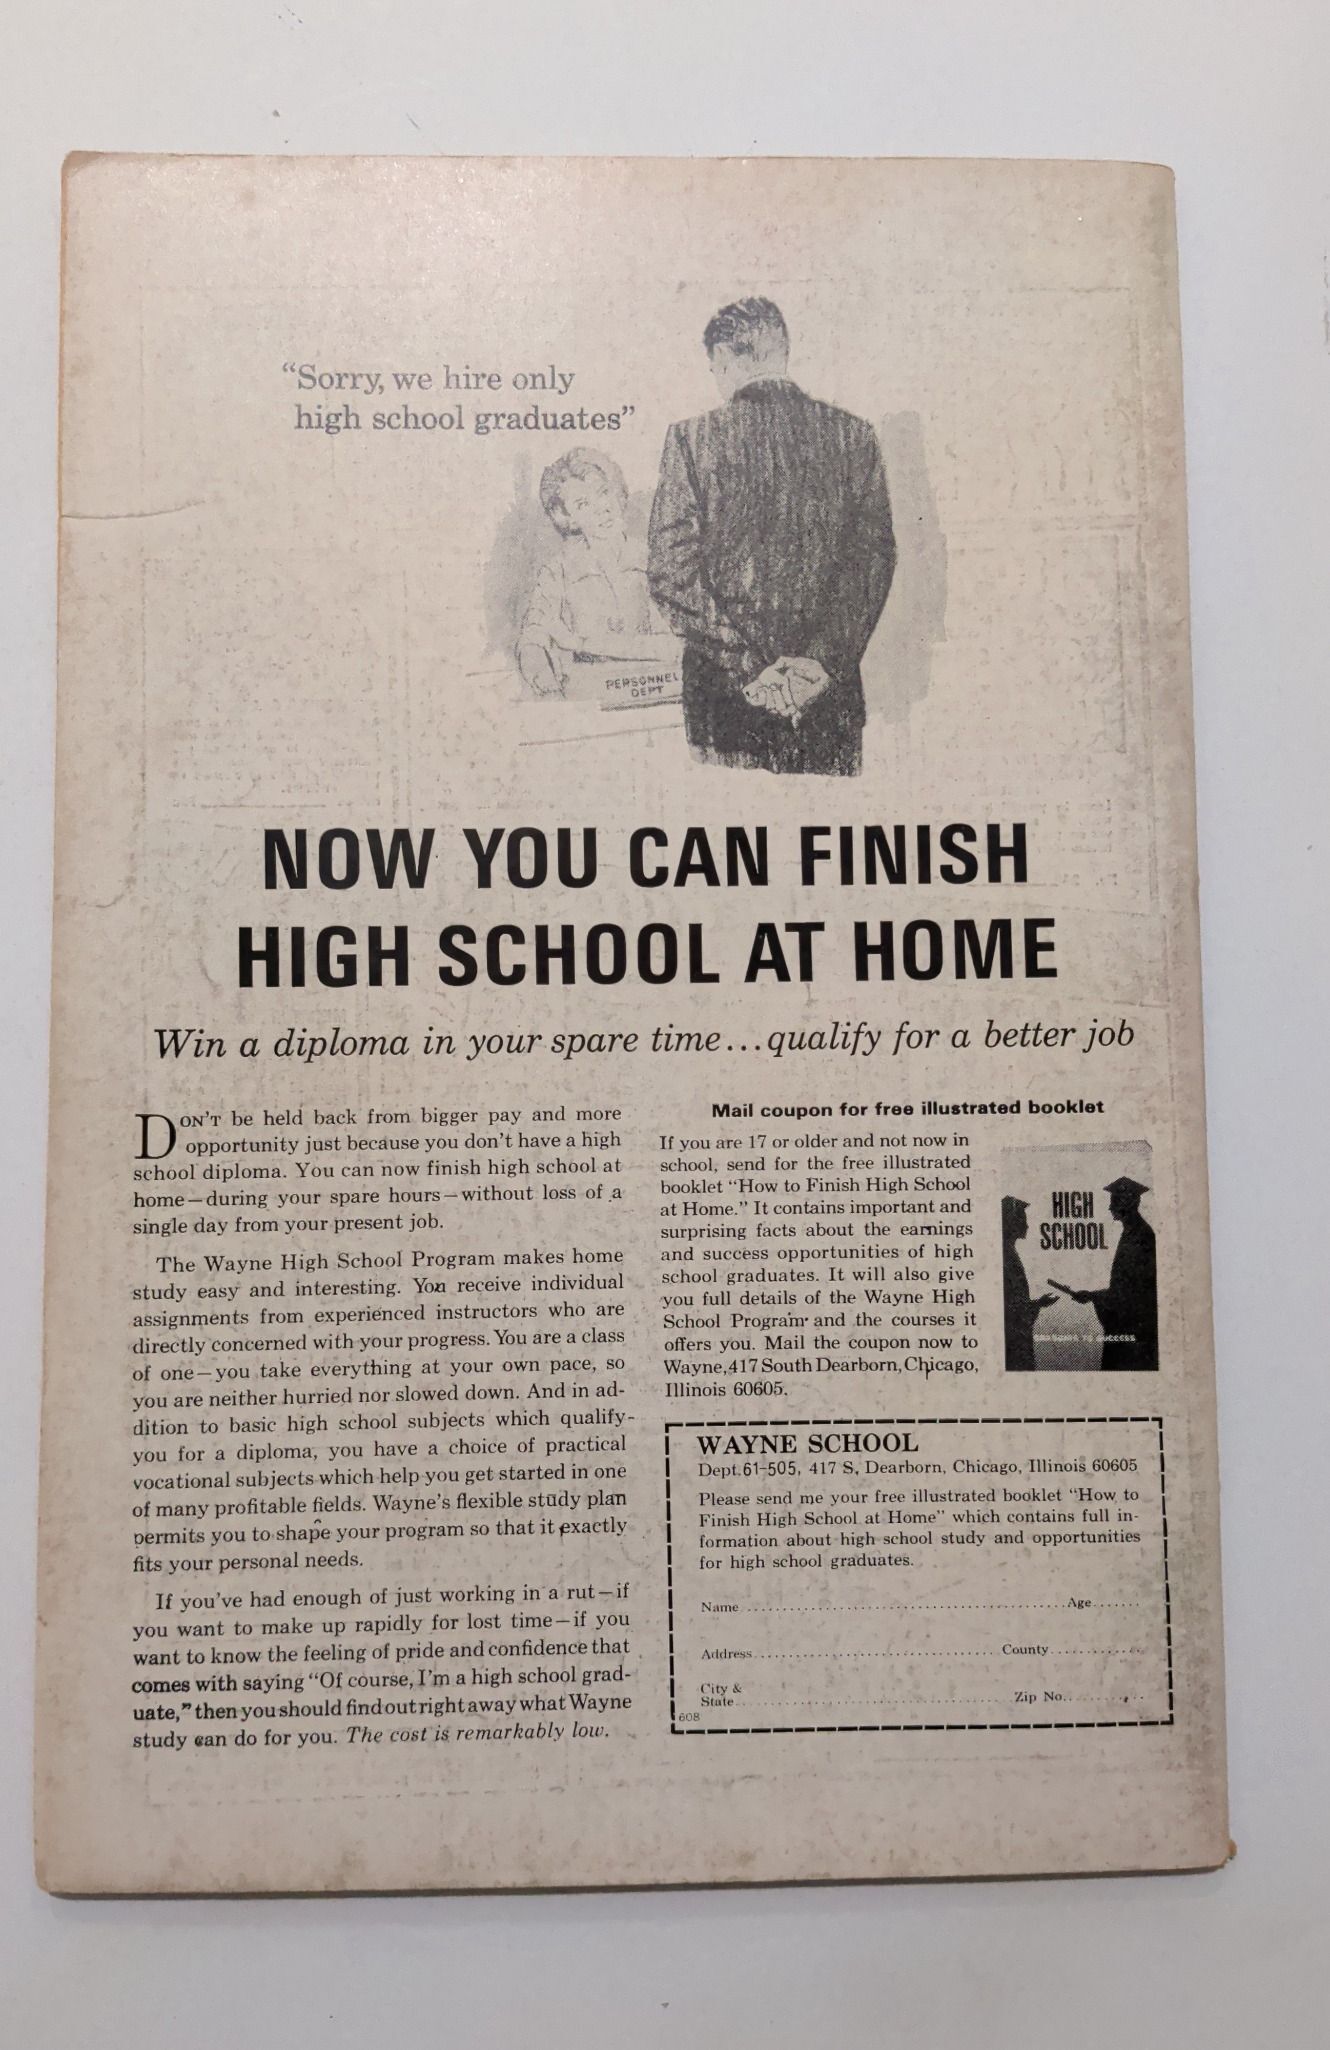 “Sorry, we hire only
high school graduates”
PERSONNEL
DEPT
NOW YOU CAN FINISH
HIGH SCHOOL AT HOME
Win a diploma in your spare time...qualify for a better job
DON’T be held back from bigger pay and more
opportunity just because you don’t have a high
school diploma. You can now finish high school at
home—during your spare hours—without loss of a
single day from your present job.
The Wayne High School Program makes home
study easy and interesting. You receive individual
assignments from experienced instructors who are
directly concerned with your progress. You are a class
of one—you take everything at your own pace, so
you are neither hurried nor slowed down. And in ad-
dition to basic high school subjects which qualify
you for a diploma, you have a choice of practical
vocational subjects which help you get started in one
of many profitable fields. Wayne’s flexible study plan
permits you to shape your program so that it exactly
fits your personal needs.
If you’ve had enough of just working in a rut—if
you want to make up rapidly for lost time—if you
want to know the feeling of pride and confidence that
comes with saying “Of course, I’m a high school grad-
uate,” then you should find out right away what Wayne
study can do for you. The cost is remarkably low.
Mail coupon for free illustrated booklet
If you are 17 or older and not now in
school, send for the free illustrated
booklet “How to Finish High School
at Home.” It contains important and
surprising facts about the earnings
and success opportunities of high
school graduates. It will also give
you full details of the Wayne High
School Program and the courses it
offers you. Mail the coupon now to
Wayne, 417 South Dearborn, Chicago,
Illinois 60605.
HIGH
SCHOOL
TO SUCCESS
WAYNE SCHOOL
Dept. 61-505, 417 S. Dearborn, Chicago, Illinois 60605
Please send me your free illustrated booklet “How to
Finish High School at Home” which contains full in-
formation about high school study and opportunities
for high school graduates.
Name.................................................Age.......
Address....................................County..............
City &
State.........................................Zip No............
608